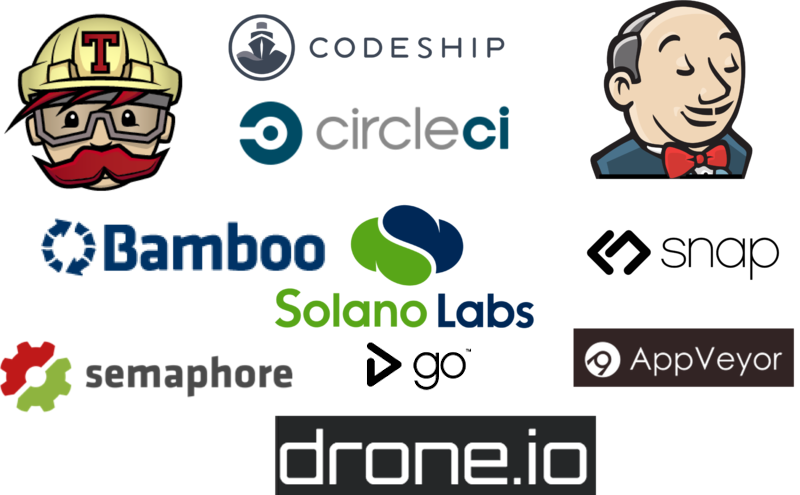 T
CODESHIP
circleci
Bamboo
Solano Labs
snap
semaphore
go™
AppVeyor
drone.io